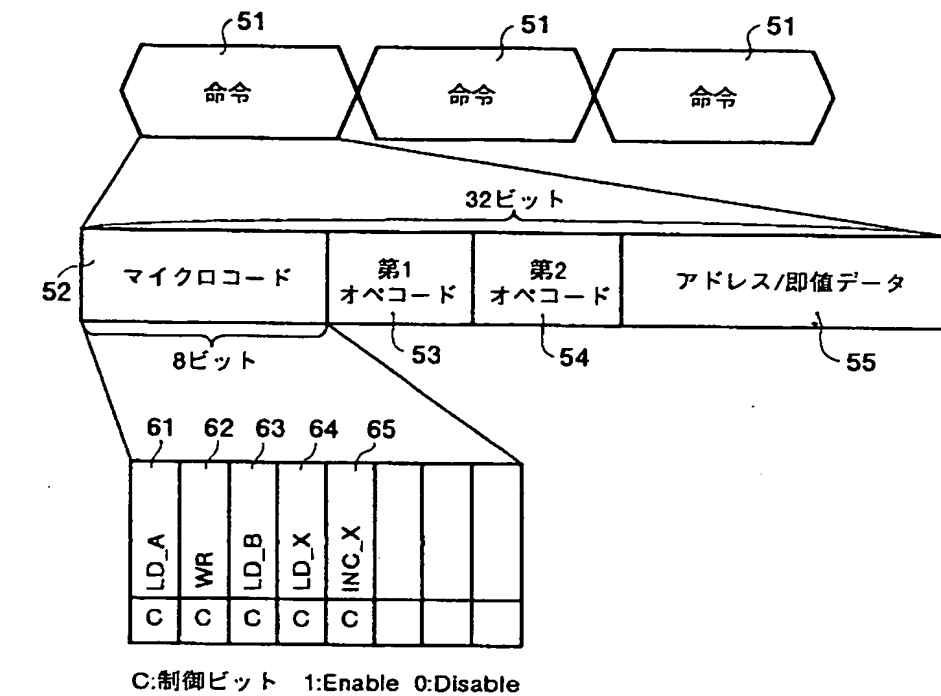 51 51 51
命令 命令 命令
32ビット
52 マイクロコード 第1 オペコード 第2 オペコード アドレス/即値データ
8ビット 53 54 55
61 62 63 64 65
LD_A WR LD_B LD_X INC_X
C C C C C
C:制御ビット 1:Enable 0:Disable